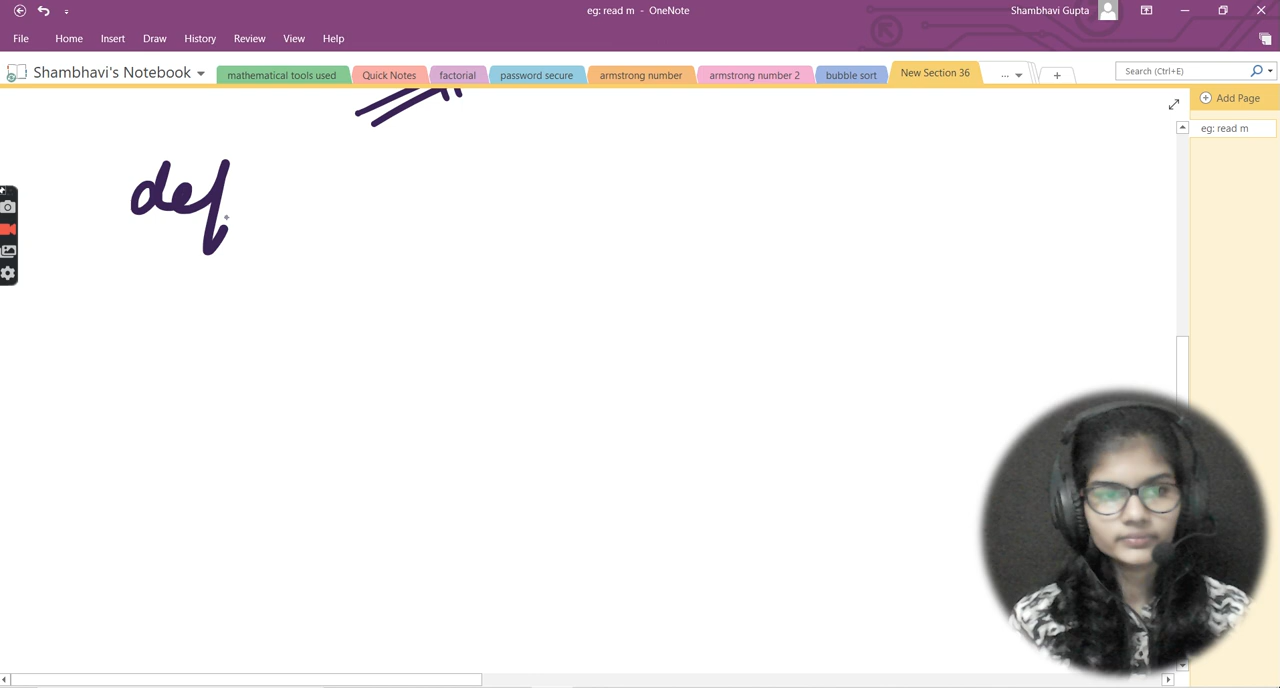 eg: read m - OneNote
Shambhavi Gupta
File Home Insert Draw History Review View Help
Shambhavi's Notebook
mathematical tools used
Quick Notes
factorial
password secure
armstrong number
armstrong number 2
bubble sort
New Section 36
...
+
Search (Ctrl+E)
Add Page
eg: read m
def